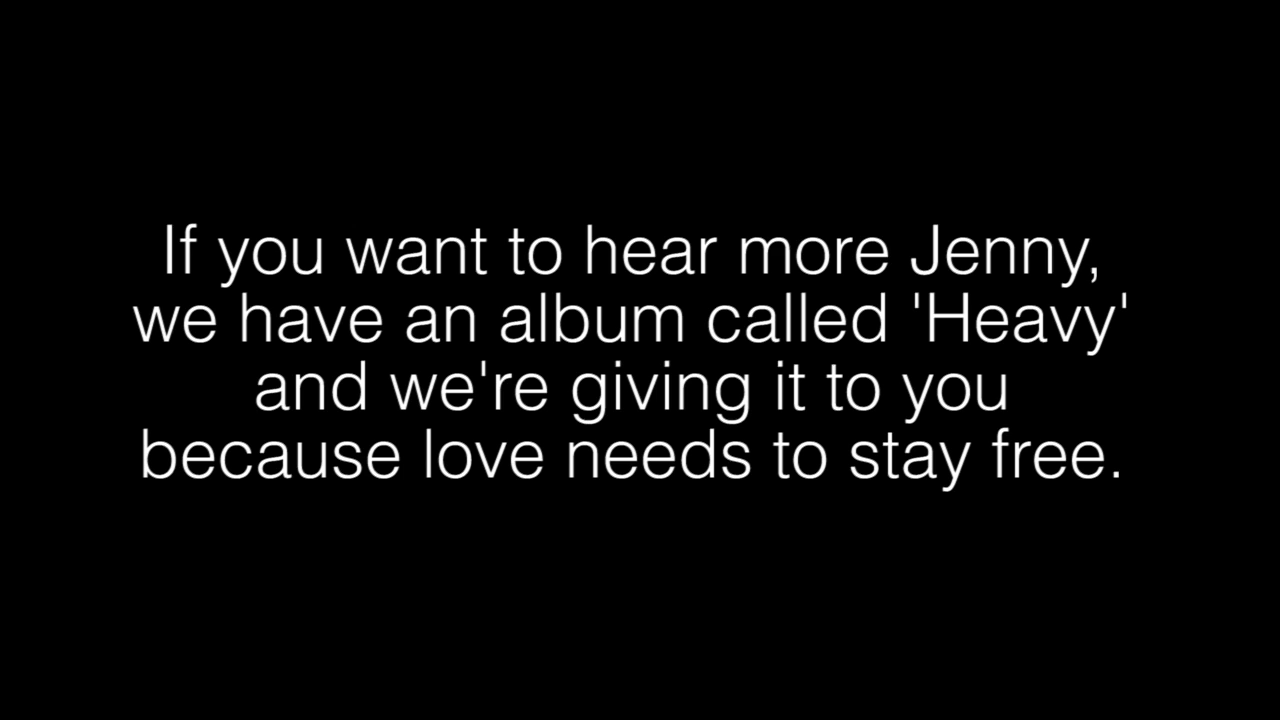 If you want to hear more Jenny,
we have an album called 'Heavy'
and we're giving it to you
because love needs to stay free.